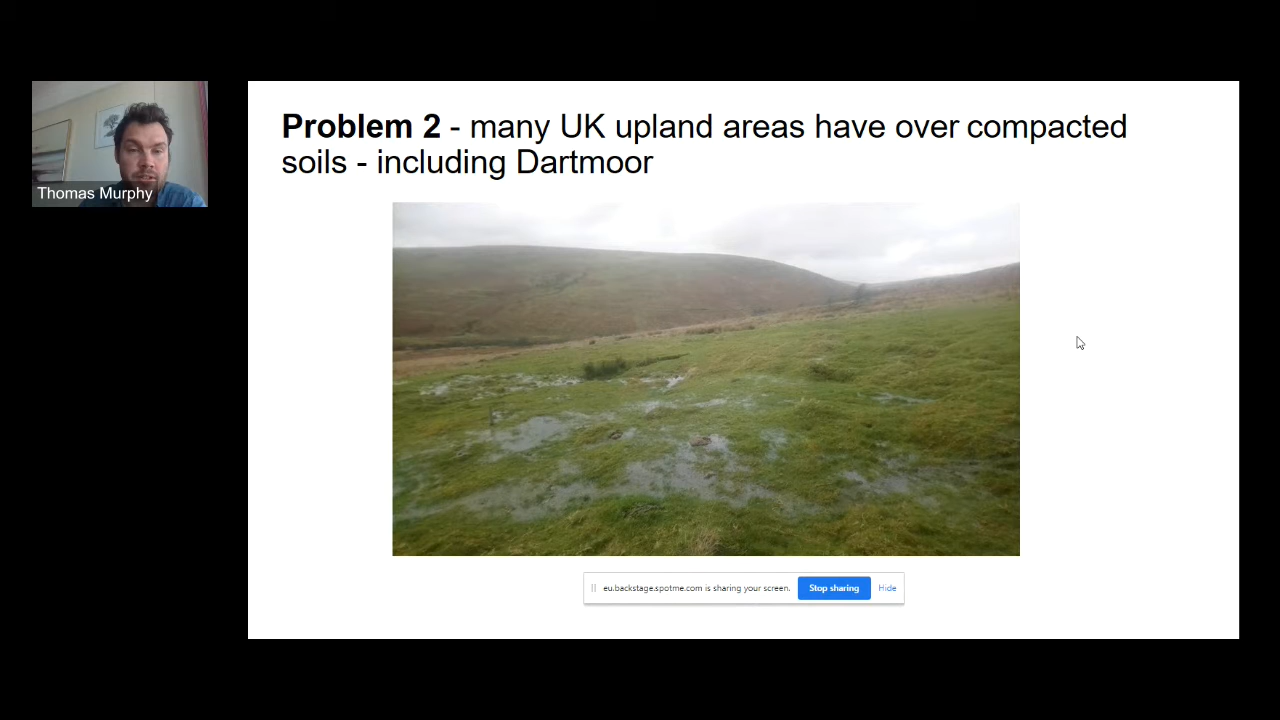 Thomas Murphy
Problem 2 - many UK upland areas have over compacted
soils - including Dartmoor
eu.backstage.spotme.com is sharing your screen. Stop sharing Hide